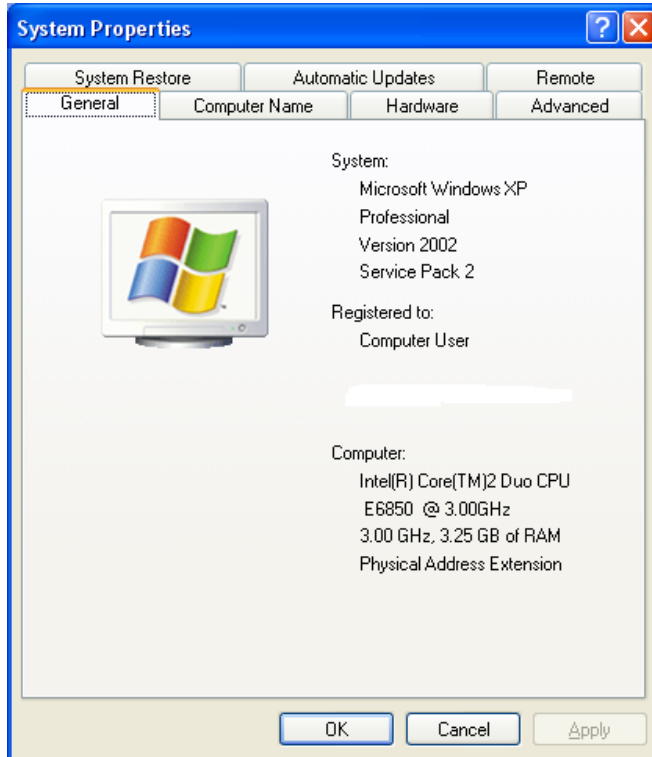 System Properties
System Restore Automatic Updates Remote
General Computer Name Hardware Advanced
System:
Microsoft Windows XP
Professional
Version 2002
Service Pack 2
Registered to:
Computer User
Computer:
Intel(R) Core(TM)2 Duo CPU
E6850 @ 3.00GHz
3.00 GHz, 3.25 GB of RAM
Physical Address Extension
OK Cancel Apply